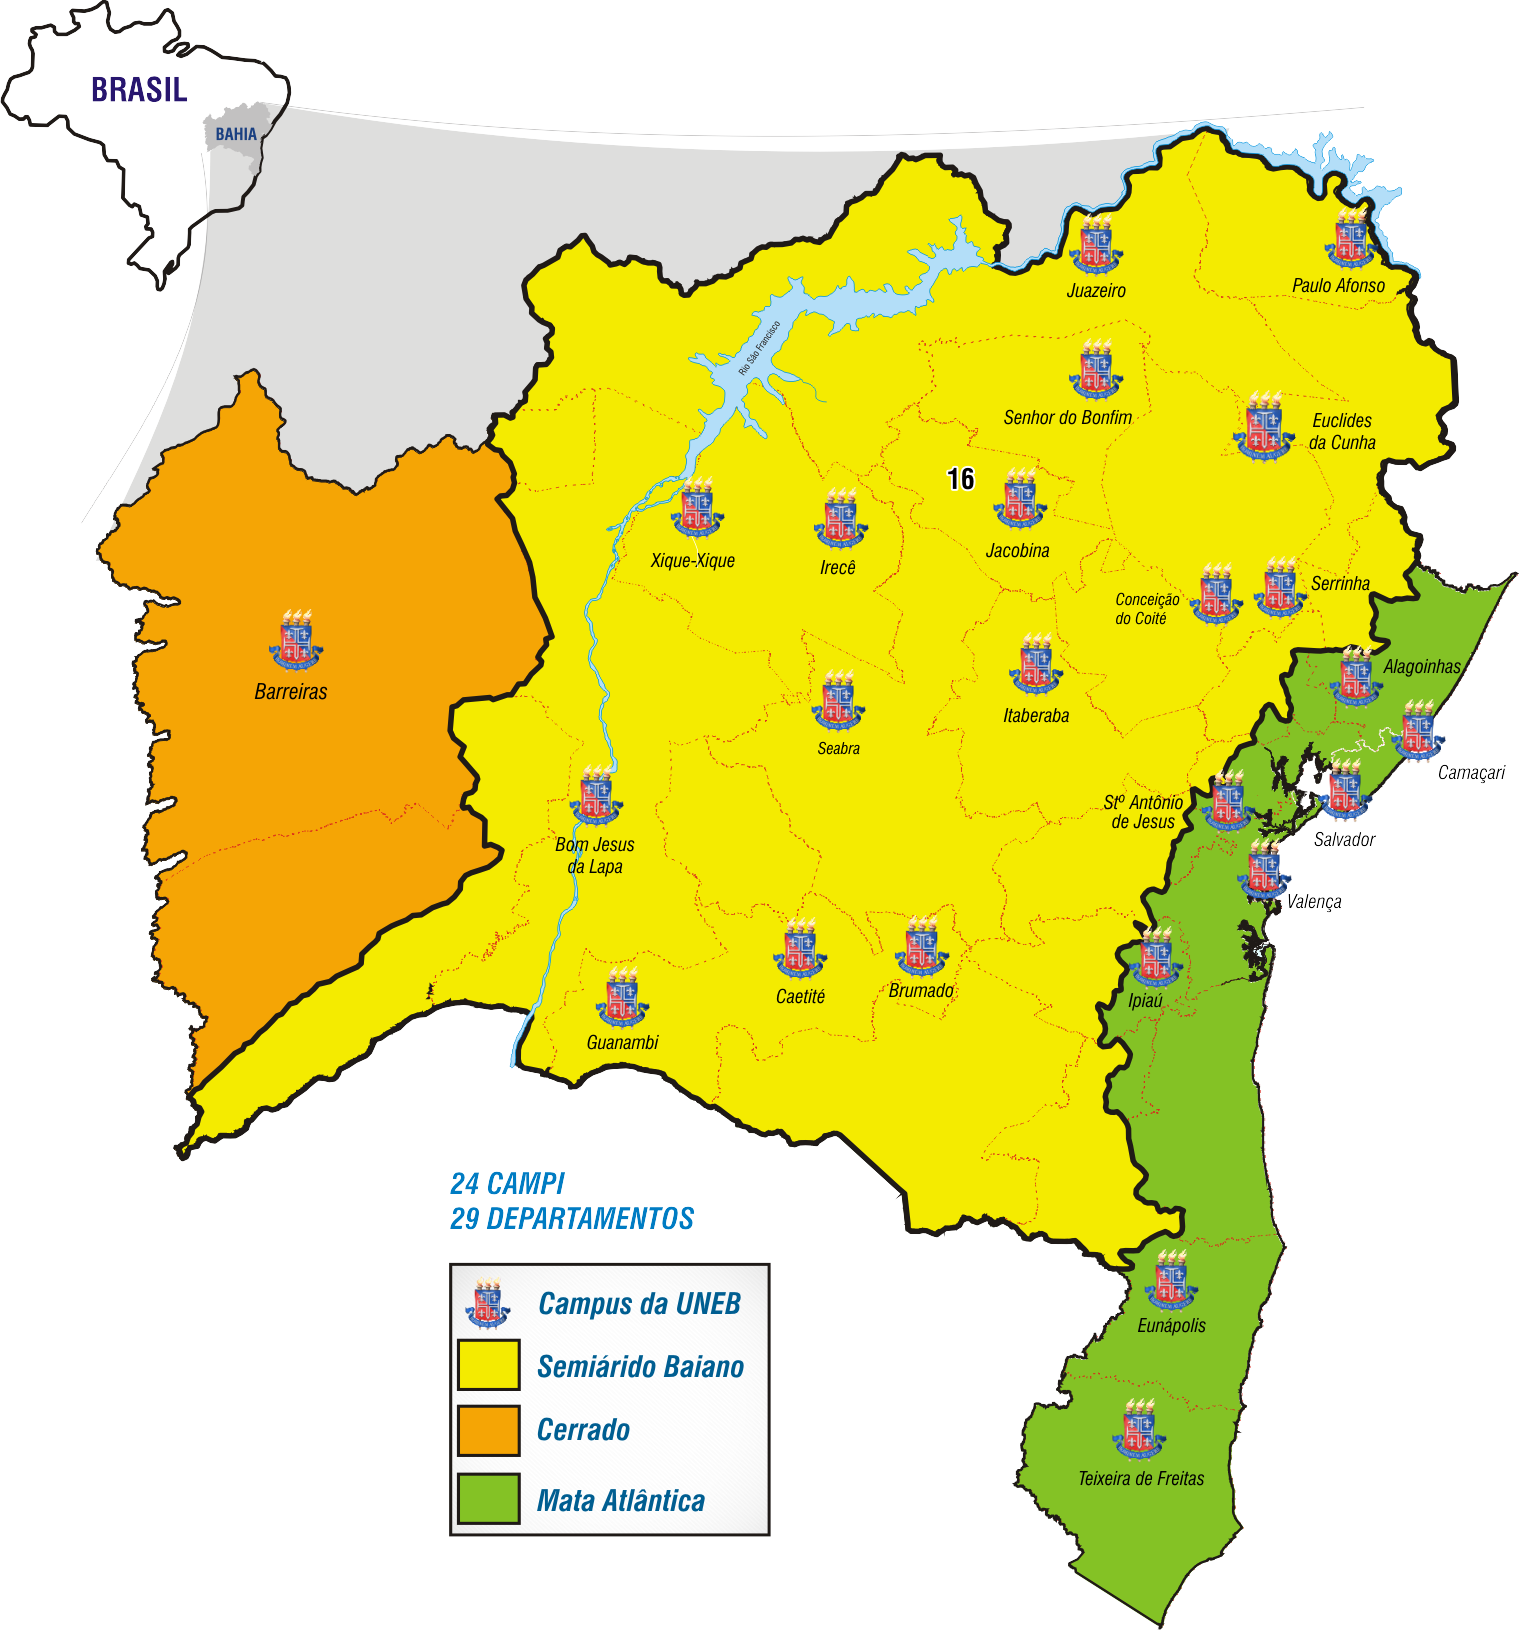 BRASIL
BAHIA
Juazeiro
Paulo Afonso
Rio São Francisco
Senhor do Bonfim
Euclides
da Cunha
16
Xique-Xique
Irecê
Jacobina
Conceição
do Coité
Serrinha
Barreiras
Itaberaba
Alagoinhas
Seabra
Camaçari
Stº Antônio
de Jesus
Salvador
Bom Jesus
da Lapa
Valença
Caetité
Brumado
Ipiaú
Guanambi
24 CAMPI
29 DEPARTAMENTOS
Campus da UNEB
Semiárido Baiano
Cerrado
Mata Atlântica
Eunápolis
Teixeira de Freitas